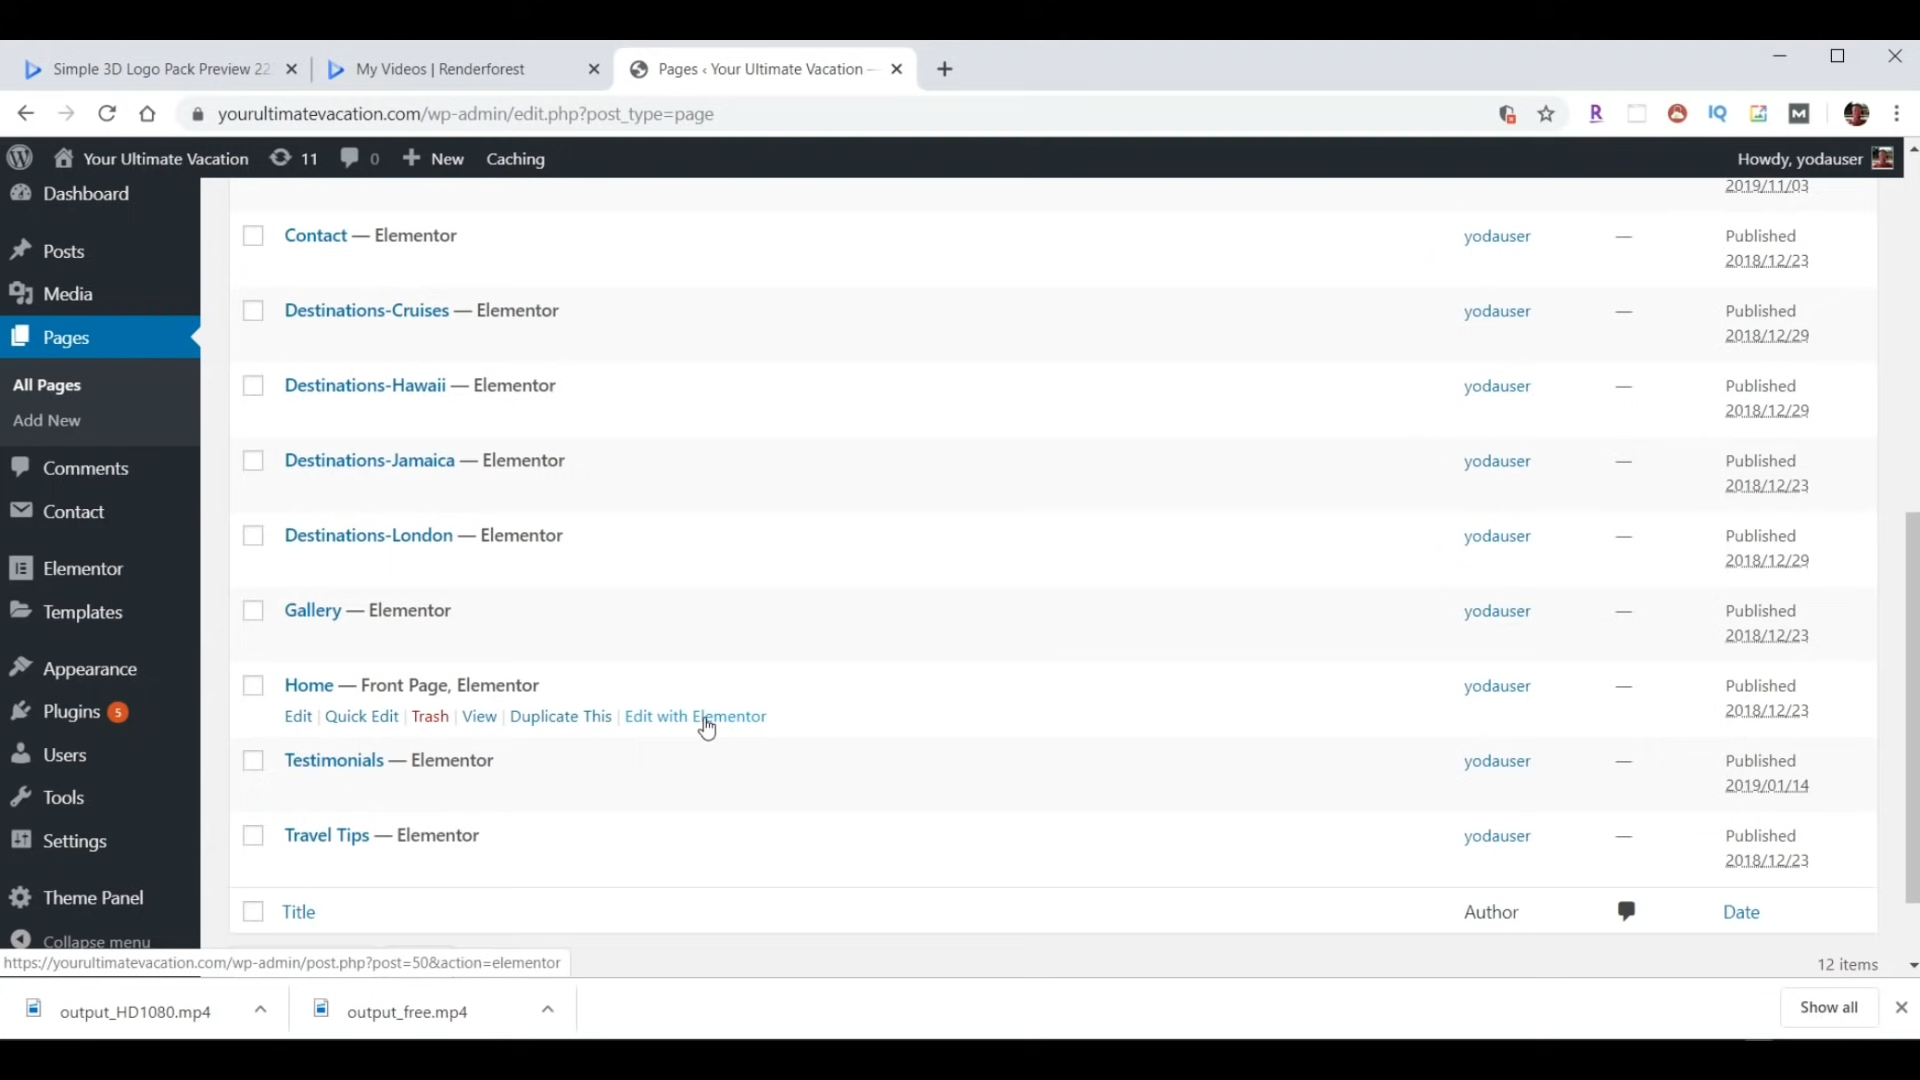 Simple 3D Logo Pack Preview 22
My Videos | Renderforest
Pages ‹ Your Ultimate Vacation —
yourultimatevacation.com/wp-admin/edit.php?post_type=page
R
IQ
M
Your Ultimate Vacation
11
0
New
Caching
Howdy, yodauser
Dashboard
Posts
Media
Pages
All Pages
Add New
Comments
Contact
Elementor
Templates
Appearance
Plugins 5
Users
Tools
Settings
Theme Panel
Collapse menu
2019/11/03
Contact — Elementor yodauser — Published
2018/12/23
Destinations-Cruises — Elementor yodauser — Published
2018/12/29
Destinations-Hawaii — Elementor yodauser — Published
2018/12/29
Destinations-Jamaica — Elementor yodauser — Published
2018/12/23
Destinations-London — Elementor yodauser — Published
2018/12/29
Gallery — Elementor yodauser — Published
2018/12/23
Home — Front Page, Elementor yodauser — Published
Edit | Quick Edit | Trash | View | Duplicate This | Edit with Elementor 2018/12/23
Testimonials — Elementor yodauser — Published
2019/01/14
Travel Tips — Elementor yodauser — Published
2018/12/23
Title Author Date
https://yourultimatevacation.com/wp-admin/post.php?post=50&action=elementor
12 items
output_HD1080.mp4
output_free.mp4
Show all